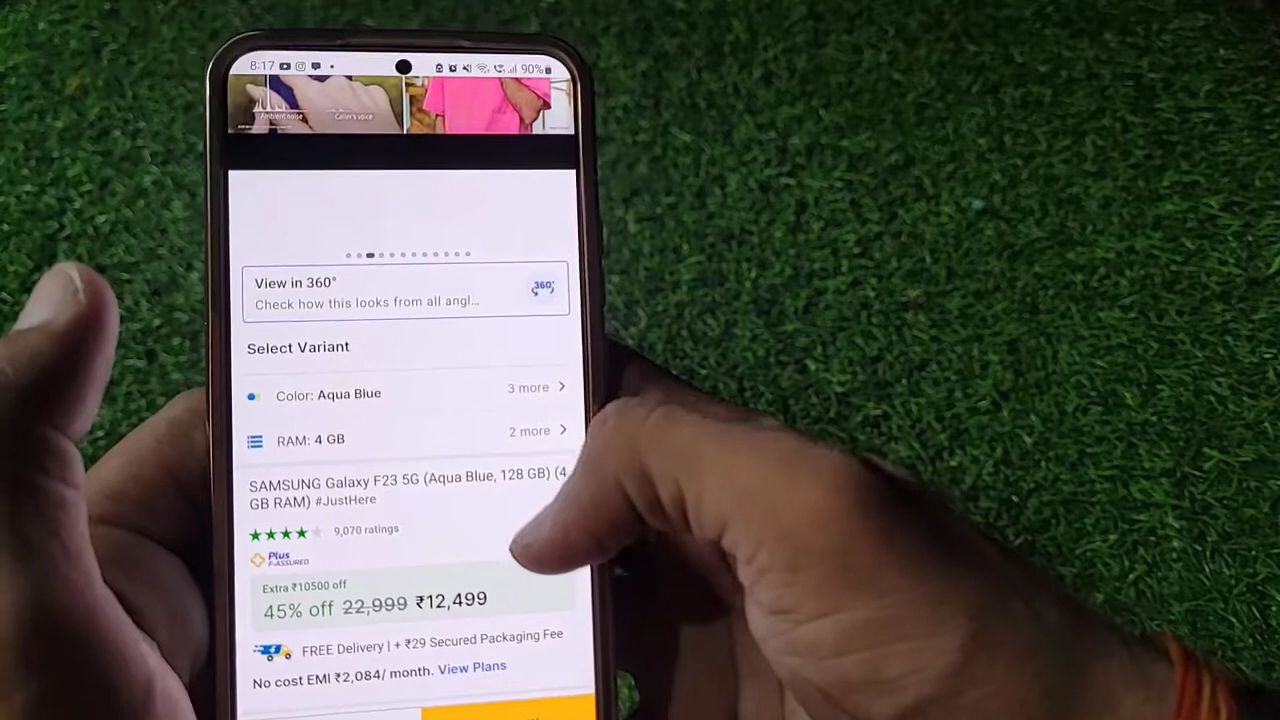 8:17
90%
Ambient noise
Caller's voice
View in 360°
360°
Check how this looks from all angl...
Select Variant
Color: Aqua Blue
3 more
RAM: 4 GB
2 more
SAMSUNG Galaxy F23 5G (Aqua Blue, 128 GB) (4
GB RAM) #JustHere
9,070 ratings
Plus
F-ASSURED
Extra ₹10500 off
45% off 22,999 ₹12,499
FREE Delivery | + ₹29 Secured Packaging Fee
No cost EMI ₹2,084/ month. View Plans